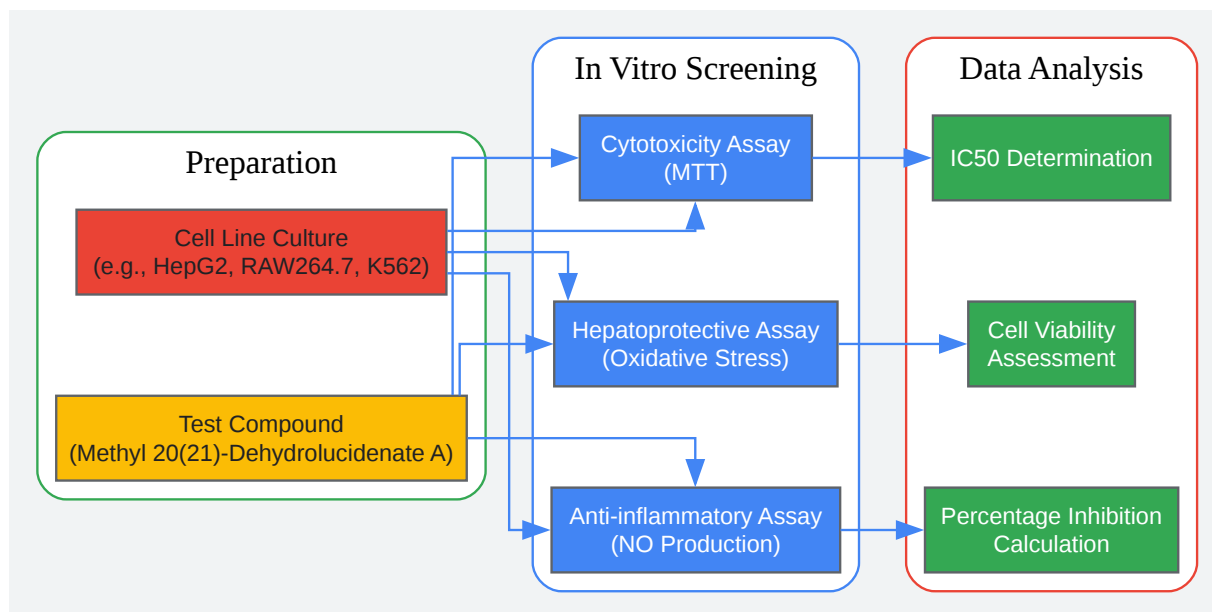 Preparation
Cell Line Culture
(e.g., HepG2, RAW264.7, K562)
Test Compound
(Methyl 20(21)-Dehydrolucidenate A)
In Vitro Screening
Cytotoxicity Assay
(MTT)
Hepatoprotective Assay
(Oxidative Stress)
Anti-inflammatory Assay
(NO Production)
Data Analysis
IC50 Determination
Cell Viability
Assessment
Percentage Inhibition
Calculation